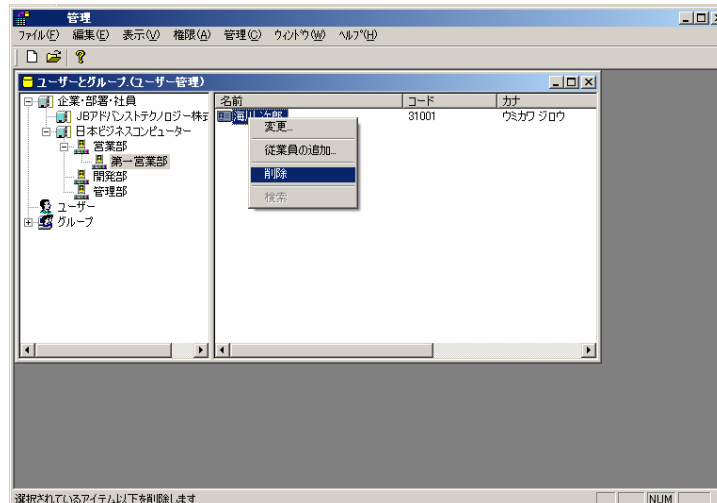 管理
ファイル(F) 編集(E) 表示(V) 権限(A) 管理(C) ウィンドウ(W) ヘルプ(H)
ユーザーとグループ.(ユーザー管理)
企業・部署・社員
JBアドバンストテクノロジー株式
日本ビジネスコンピューター
営業部
第一営業部
開発部
管理部
ユーザー
グループ
名前 コード カナ
海川 次郎 31001 ウミカワ ジロウ
変更...
従業員の追加...
削除
検索
選択されているアイテム以下を削除します
NUM